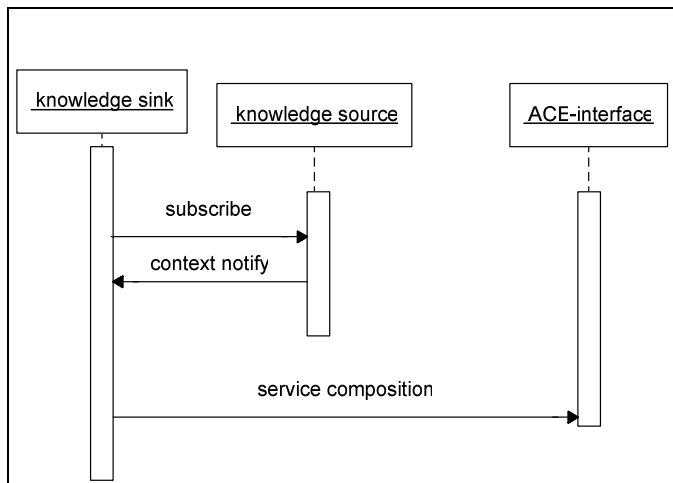 knowledge sink
knowledge source
ACE-interface
subscribe
context notify
service composition